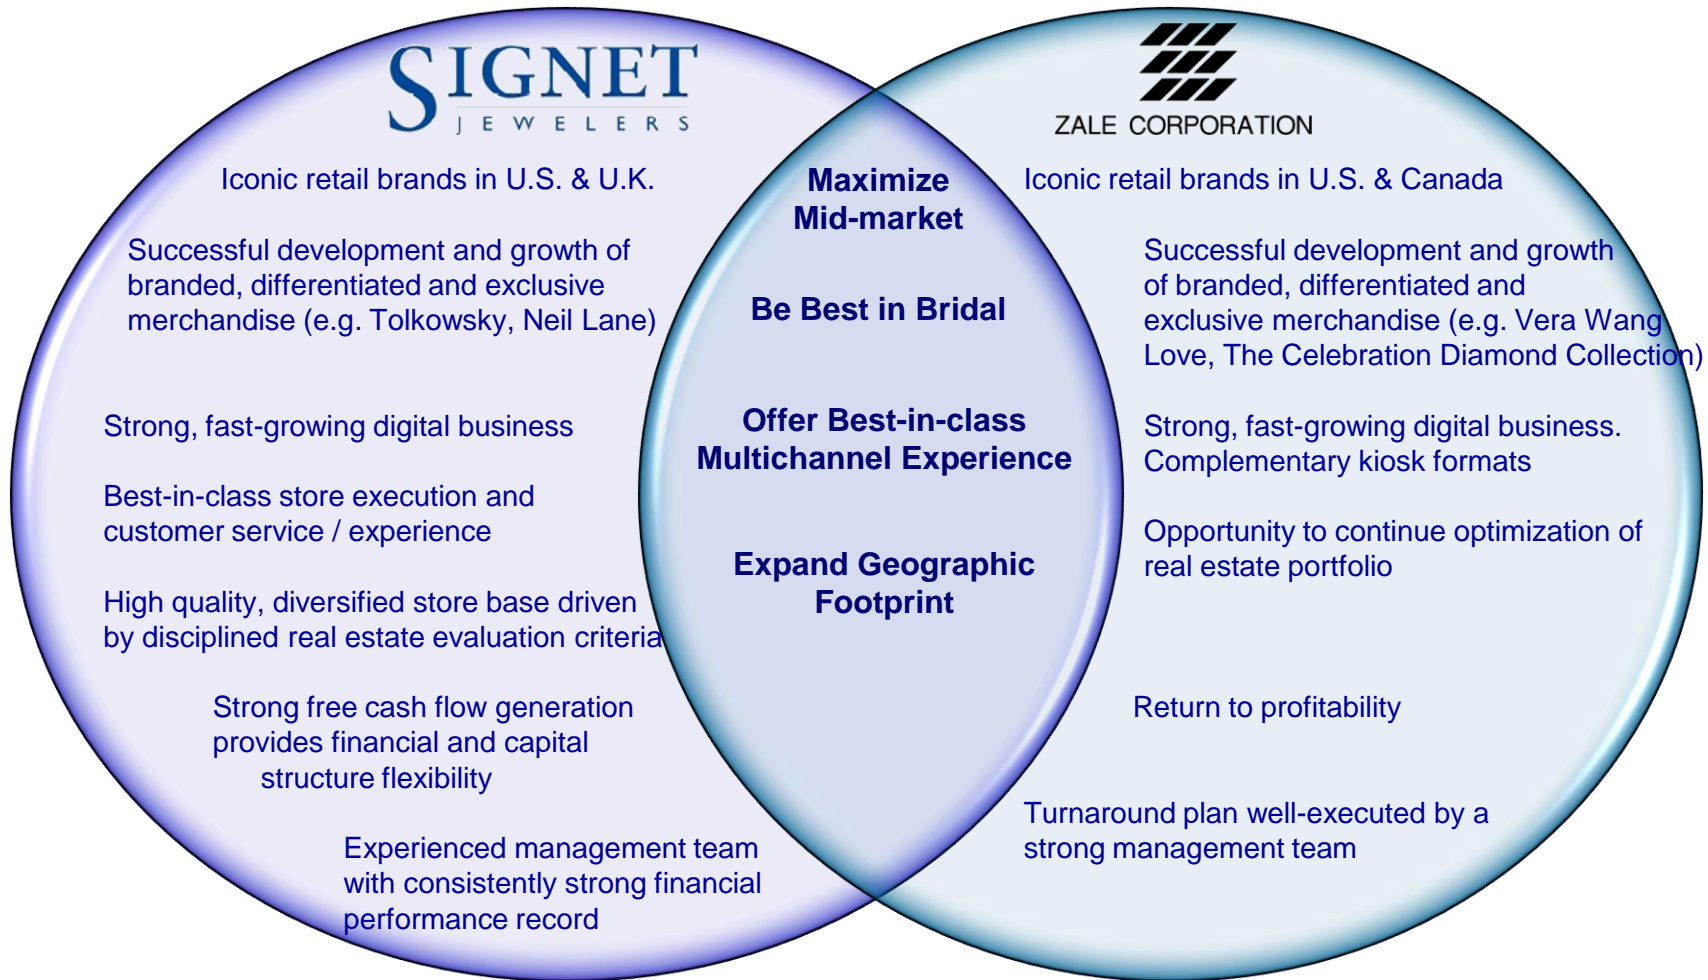 SIGNET
JEWELERS
Iconic retail brands in U.S. & U.K.
Successful development and growth of
branded, differentiated and exclusive
merchandise (e.g. Tolkowsky, Neil Lane)
Strong, fast-growing digital business
Best-in-class store execution and
customer service / experience
High quality, diversified store base driven
by disciplined real estate evaluation criteria
Strong free cash flow generation
provides financial and capital
structure flexibility
Experienced management team
with consistently strong financial
performance record
Maximize
Mid-market
Be Best in Bridal
Offer Best-in-class
Multichannel Experience
Expand Geographic
Footprint
ZALE CORPORATION
Iconic retail brands in U.S. & Canada
Successful development and growth
of branded, differentiated and
exclusive merchandise (e.g. Vera Wang
Love, The Celebration Diamond Collection)
Strong, fast-growing digital business.
Complementary kiosk formats
Opportunity to continue optimization of
real estate portfolio
Return to profitability
Turnaround plan well-executed by a
strong management team